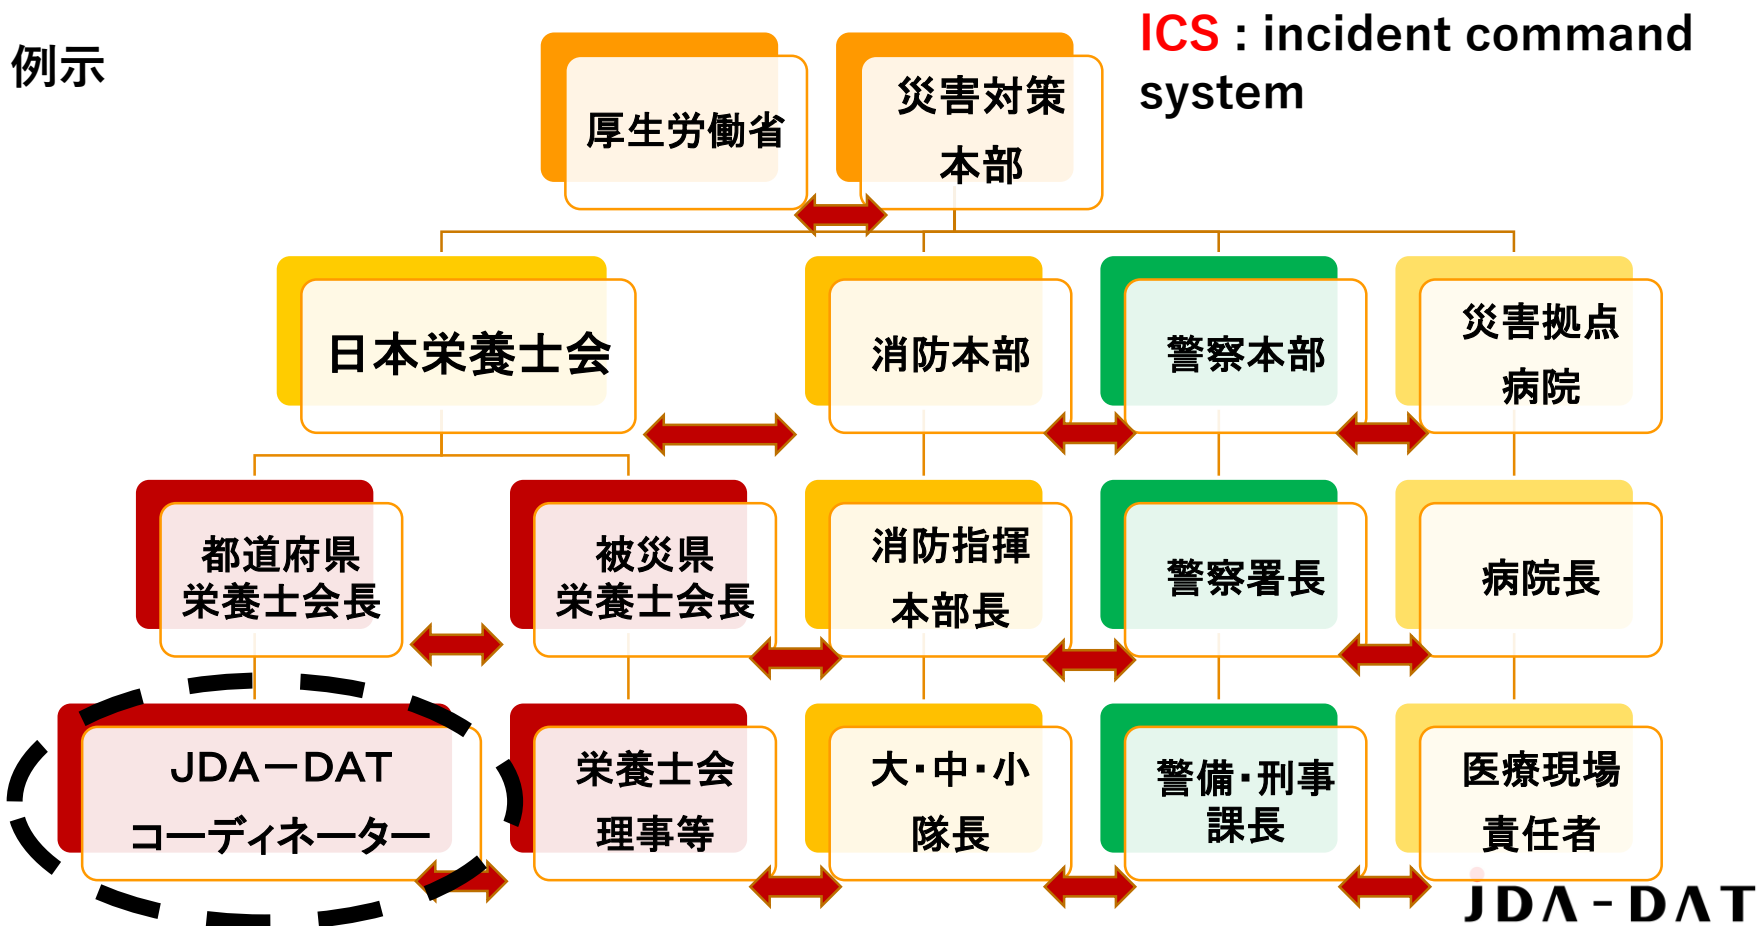 例示
ICS : incident command
system
厚生労働省
災害対策
本部
日本栄養士会
消防本部
警察本部
災害拠点
病院
都道府県
栄養士会長
被災県
栄養士会長
消防指揮
本部長
警察署長
病院長
JDA－DAT
コーディネーター
栄養士会
理事等
大・中・小
隊長
警備・刑事
課長
医療現場
責任者
JDA-DAT